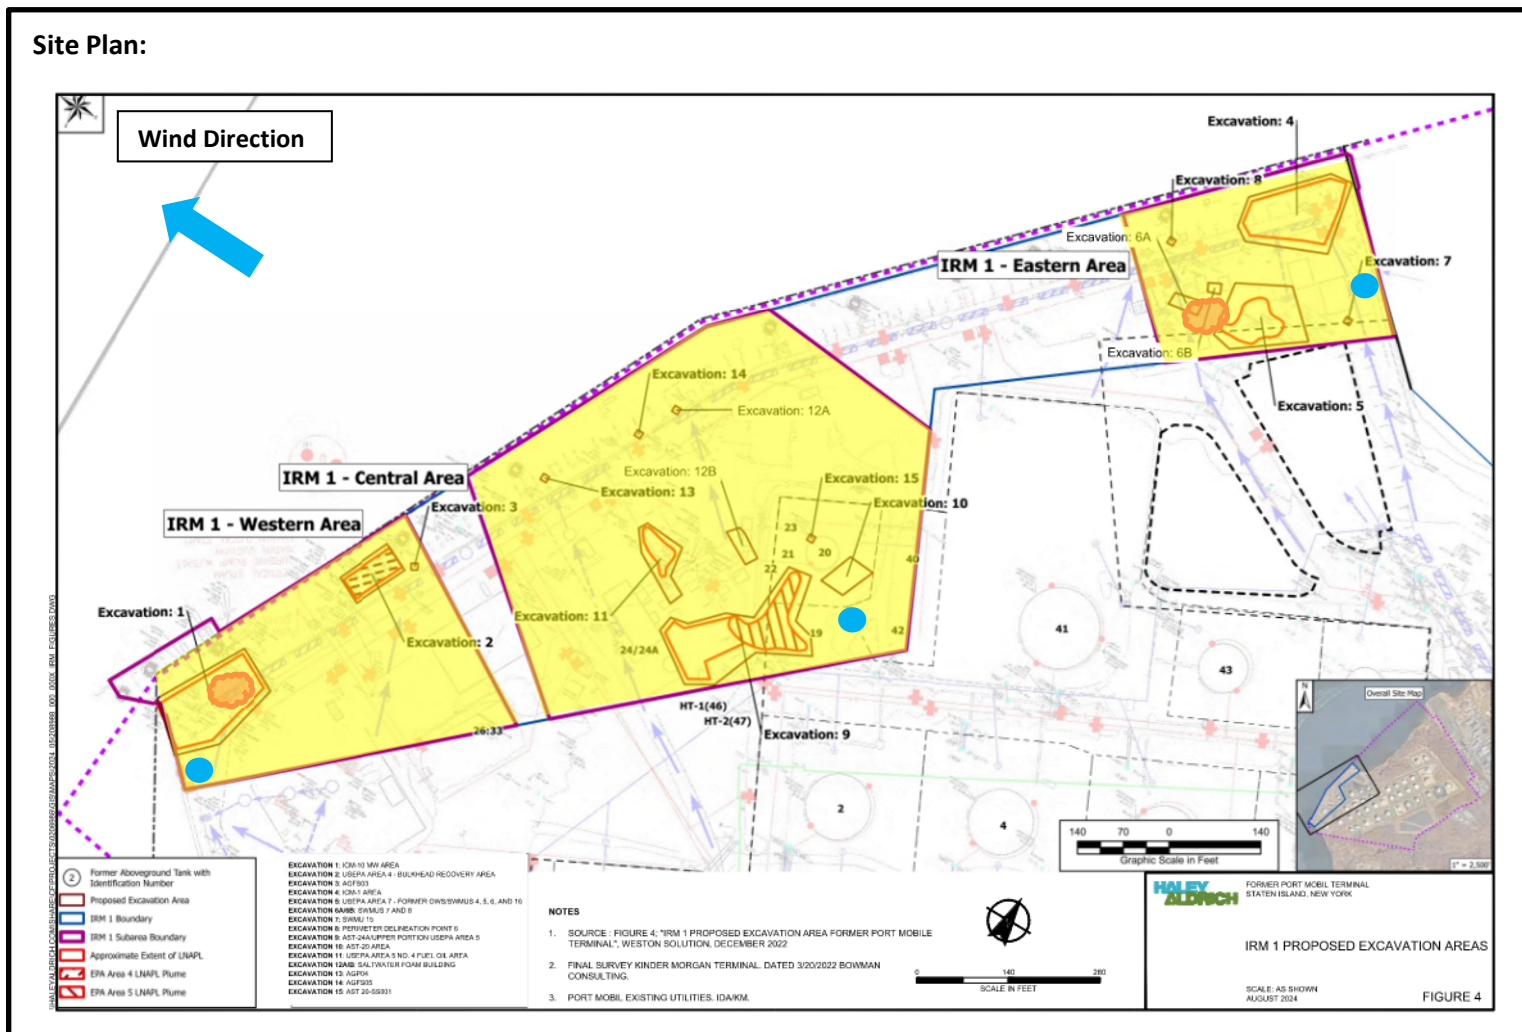 Site Plan:
Wind Direction
Excavation: 4
Excavation: 8
Excavation: 6A
IRM 1 - Eastern Area
Excavation: 7
Excavation: 6B
Excavation: 5
Excavation: 14
Excavation: 12A
IRM 1 - Central Area
Excavation: 12B
Excavation: 13
Excavation: 15
Excavation: 10
Excavation: 3
IRM 1 - Western Area
23
21
20
22
40
Excavation: 1
Excavation: 2
Excavation: 11
24/24A
19
42
41
43
26:33
HT-1(46)
HT-2(47)
Excavation: 9
2
4
N
Overall Site Map
1" = 2,500'
140 70 0 140
Graphic Scale in Feet
2 Former Aboveground Tank with
Identification Number
Proposed Excavation Area
IRM 1 Boundary
IRM 1 Subarea Boundary
Approximate Extent of LNAPL
EPA Area 4 LNAPL Plume
EPA Area 5 LNAPL Plume
EXCAVATION 1: ICM-10 MW AREA
EXCAVATION 2: USEPA AREA 4 - BULKHEAD RECOVERY AREA
EXCAVATION 3: AGFS03
EXCAVATION 4: ICM-1 AREA
EXCAVATION 5: USEPA AREA 7 - FORMER OWS/SWMUS 4, 5, 6, AND 16
EXCAVATION 6A/6B: SWMUS 7 AND 8
EXCAVATION 7: SWMU 15
EXCAVATION 8: PERIMETER DELINEATION POINT 6
EXCAVATION 9: AST-24A/UPPER PORTION USEPA AREA 5
EXCAVATION 10: AST-20 AREA
EXCAVATION 11: USEPA AREA 5 NO. 4 FUEL OIL AREA
EXCAVATION 12A/B: SALTWATER FOAM BUILDING
EXCAVATION 13: AGP04
EXCAVATION 14: AGFS05
EXCAVATION 15: AST 20-SS001
NOTES
1. SOURCE : FIGURE 4; "IRM 1 PROPOSED EXCAVATION AREA FORMER PORT MOBILE
TERMINAL", WESTON SOLUTION, DECEMBER 2022
2. FINAL SURVEY KINDER MORGAN TERMINAL. DATED 3/20/2022 BOWMAN
CONSULTING.
3. PORT MOBIL EXISTING UTILITIES. IDA/KM.
0 140 280
SCALE IN FEET
HALEY
ALDRICH
FORMER PORT MOBIL TERMINAL
STATEN ISLAND, NEW YORK
IRM 1 PROPOSED EXCAVATION AREAS
SCALE: AS SHOWN
AUGUST 2024
FIGURE 4